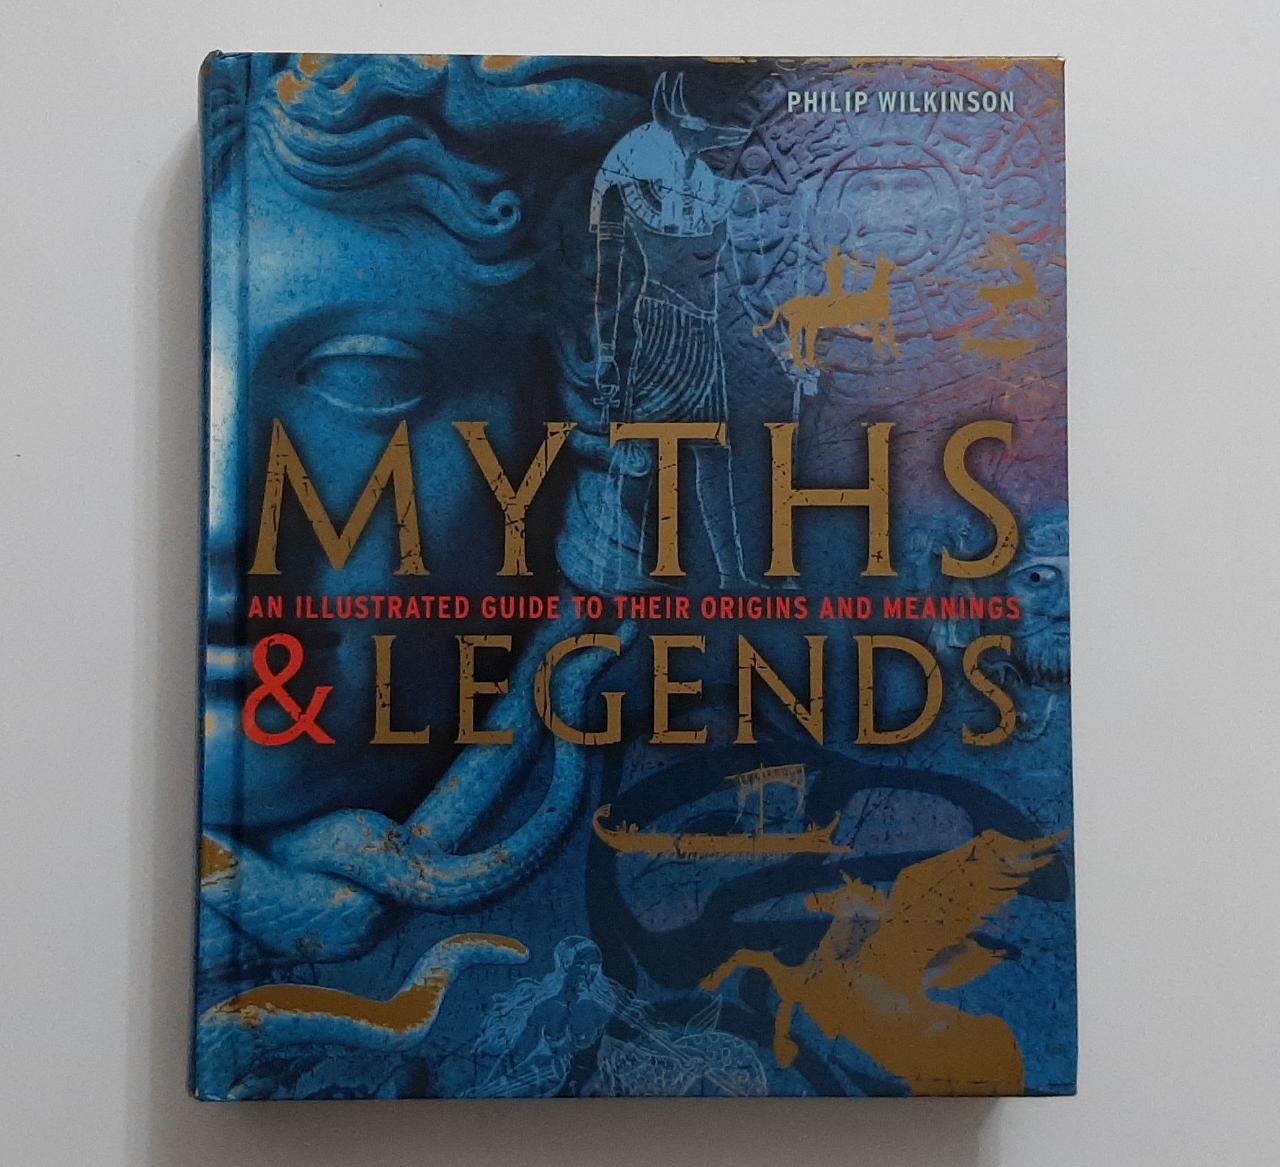 PHILIP WILKINSON
MYTHS
AN ILLUSTRATED GUIDE TO THEIR ORIGINS AND MEANINGS
& LEGENDS